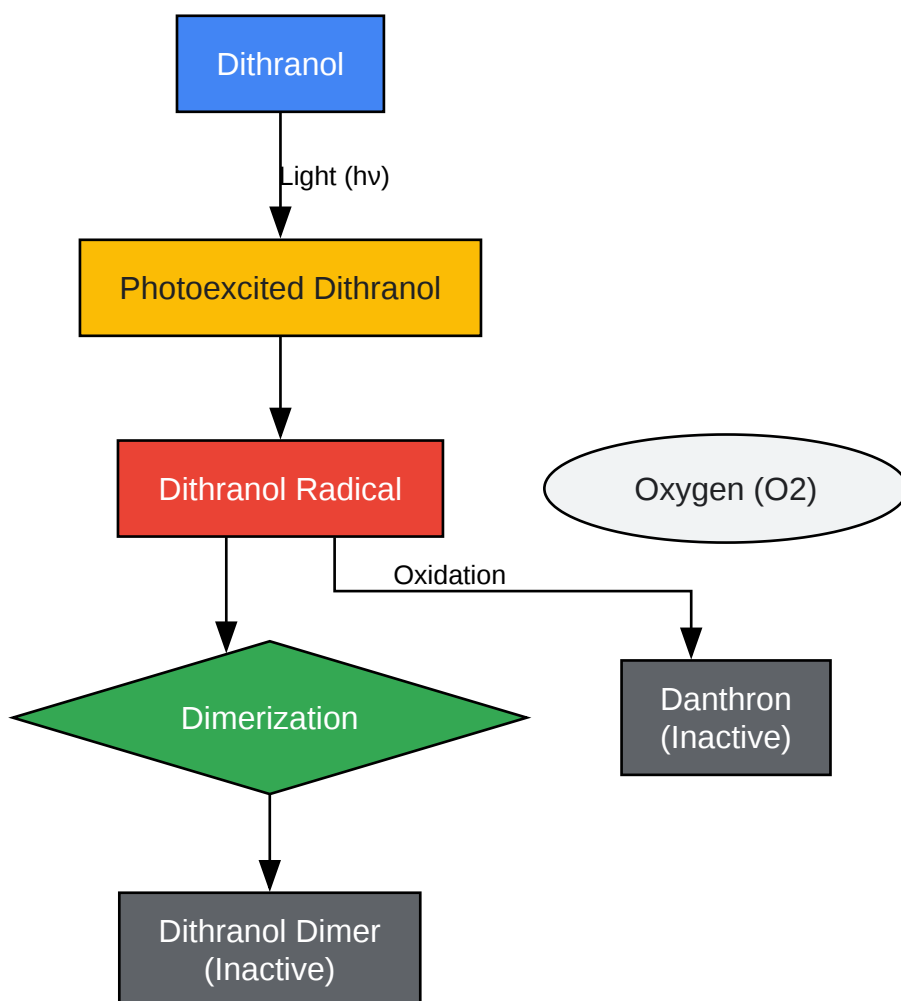 Dithranol
Light (hν)
Photoexcited Dithranol
Dithranol Radical
Oxygen (O2)
Oxidation
Dimerization
Danthron
(Inactive)
Dithranol Dimer
(Inactive)